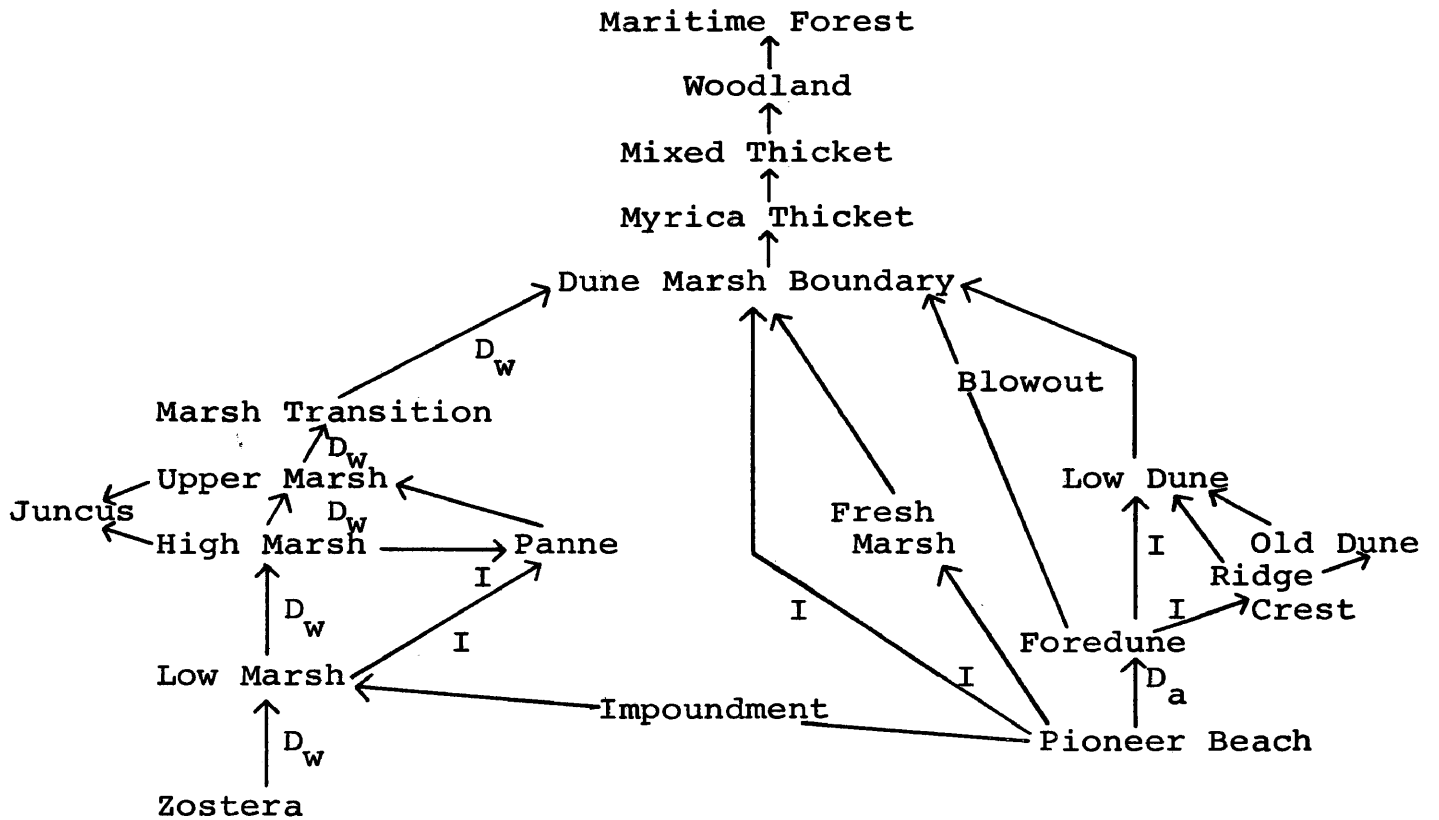 Maritime Forest
Woodland
Mixed Thicket
Myrica Thicket
Dune Marsh Boundary
Dw
Blowout
Marsh Transition
Dw
Upper Marsh
Low Dune
Juncus
Dw
Fresh
Marsh
High Marsh
Panne
I
Old Dune
Ridge
Crest
I
Dw
I
I
I
Foredune
Low Marsh
I
Da
Impoundment
Pioneer Beach
Dw
Zostera